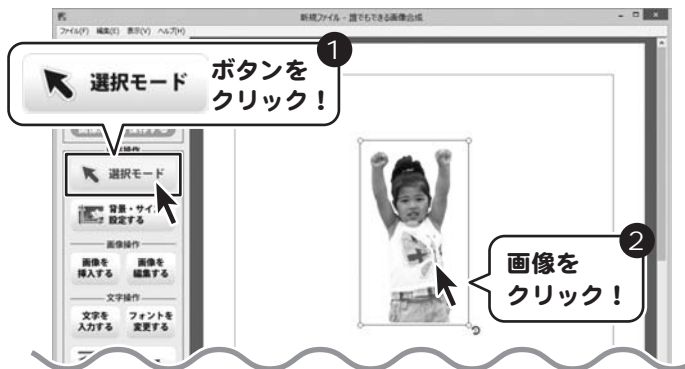 新規ファイル - 誰でもできる画像合成
ファイル(F) 編集(E) 表示(V) ヘルプ(H)
1
選択モード
ボタンを
クリック!
選択モード
背景・サイ
設定する
画像操作
画像を
挿入する
画像を
編集する
文字操作
文字を
入力する
フォントを
変更する
2
画像を
クリック!